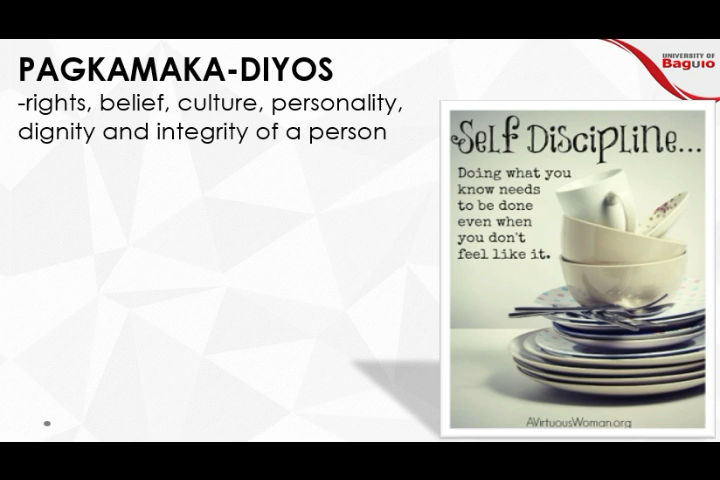 PAGKAMAKA-DIYOS
-rights, belief, culture, personality,
dignity and integrity of a person
UNIVERSITY OF
Baguio
Self Discipline...
Doing what you
know needs
to be done
even when
you don't
feel like it.
AVirtuousWoman.org